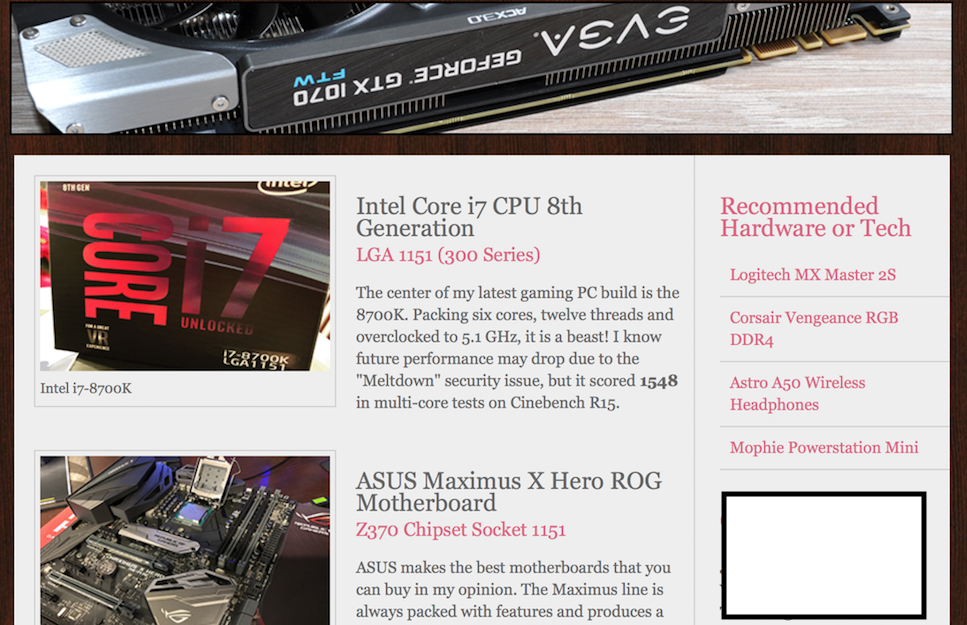 EVGA
ACX 3.0
GEFORCE® GTX 1070
FTW
8TH GEN
intel
CORE i7
UNLOCKED
FOR A GREAT
VR
EXPERIENCE
i7-8700K
LGA1151
Intel i7-8700K
Intel Core i7 CPU 8th
Generation
LGA 1151 (300 Series)
The center of my latest gaming PC build is the
8700K. Packing six cores, twelve threads and
overclocked to 5.1 GHz, it is a beast! I know
future performance may drop due to the
"Meltdown" security issue, but it scored 1548
in multi-core tests on Cinebench R15.
ASUS Maximus X Hero ROG
Motherboard
Z370 Chipset Socket 1151
ASUS makes the best motherboards that you
can buy in my opinion. The Maximus line is
always packed with features and produces a
Recommended
Hardware or Tech
Logitech MX Master 2S
Corsair Vengeance RGB
DDR4
Astro A50 Wireless
Headphones
Mophie Powerstation Mini